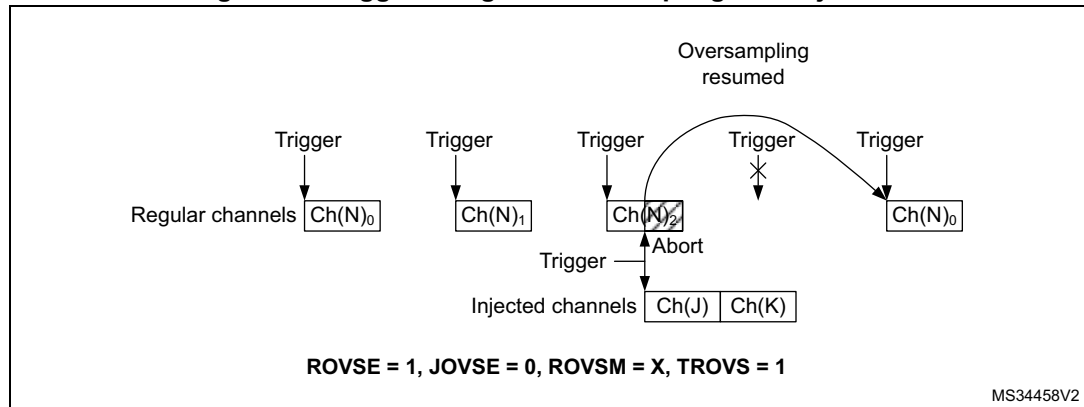 Oversampling
resumed
Trigger Trigger Trigger Trigger Trigger
Regular channels Ch(N)0 Ch(N)1 Ch(N)2 Ch(N)0
Abort
Trigger
Injected channels Ch(J) Ch(K)
ROVSE = 1, JOVSE = 0, ROVSM = X, TROVS = 1
MS34458V2